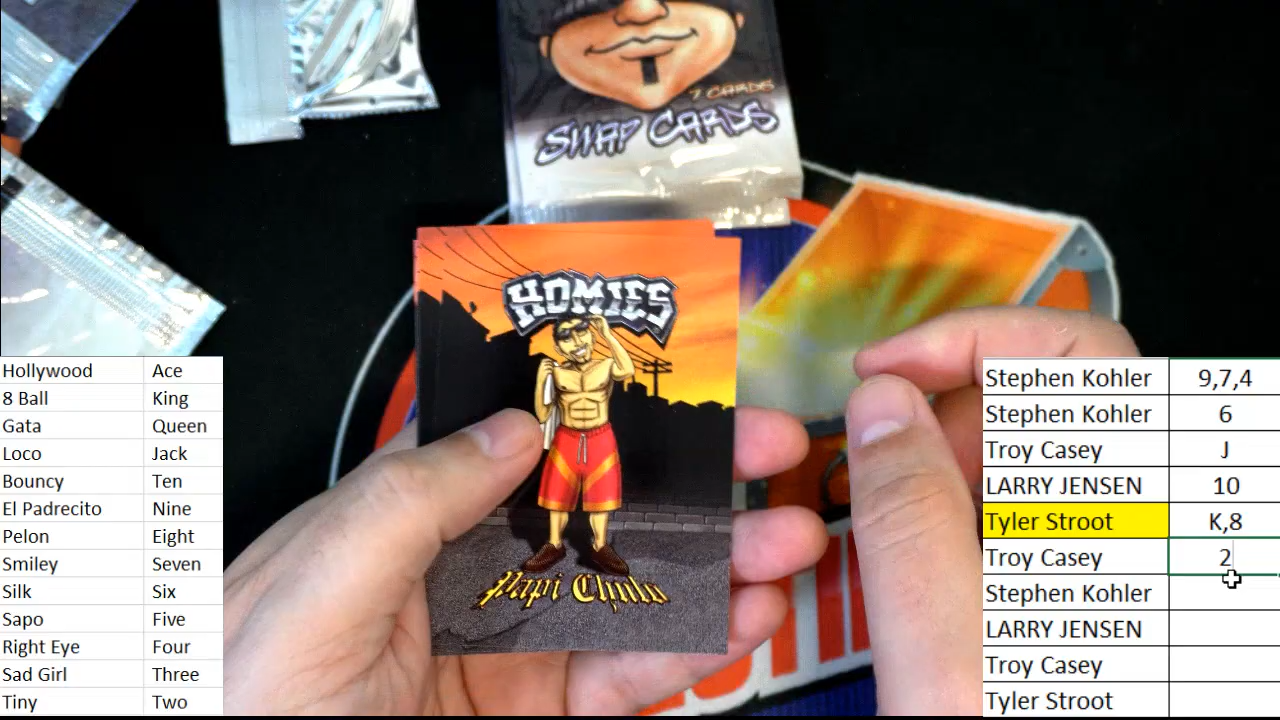 7 CARDS
SWAP CARDS
HOMIES
Papi Chulo
Hollywood Ace
8 Ball King
Gata Queen
Loco Jack
Bouncy Ten
El Padrecito Nine
Pelon Eight
Smiley Seven
Silk Six
Sapo Five
Right Eye Four
Sad Girl Three
Tiny Two
Stephen Kohler 9,7,4
Stephen Kohler 6
Troy Casey J
LARRY JENSEN 10
Tyler Stroot K,8
Troy Casey 2
Stephen Kohler
LARRY JENSEN
Troy Casey
Tyler Stroot